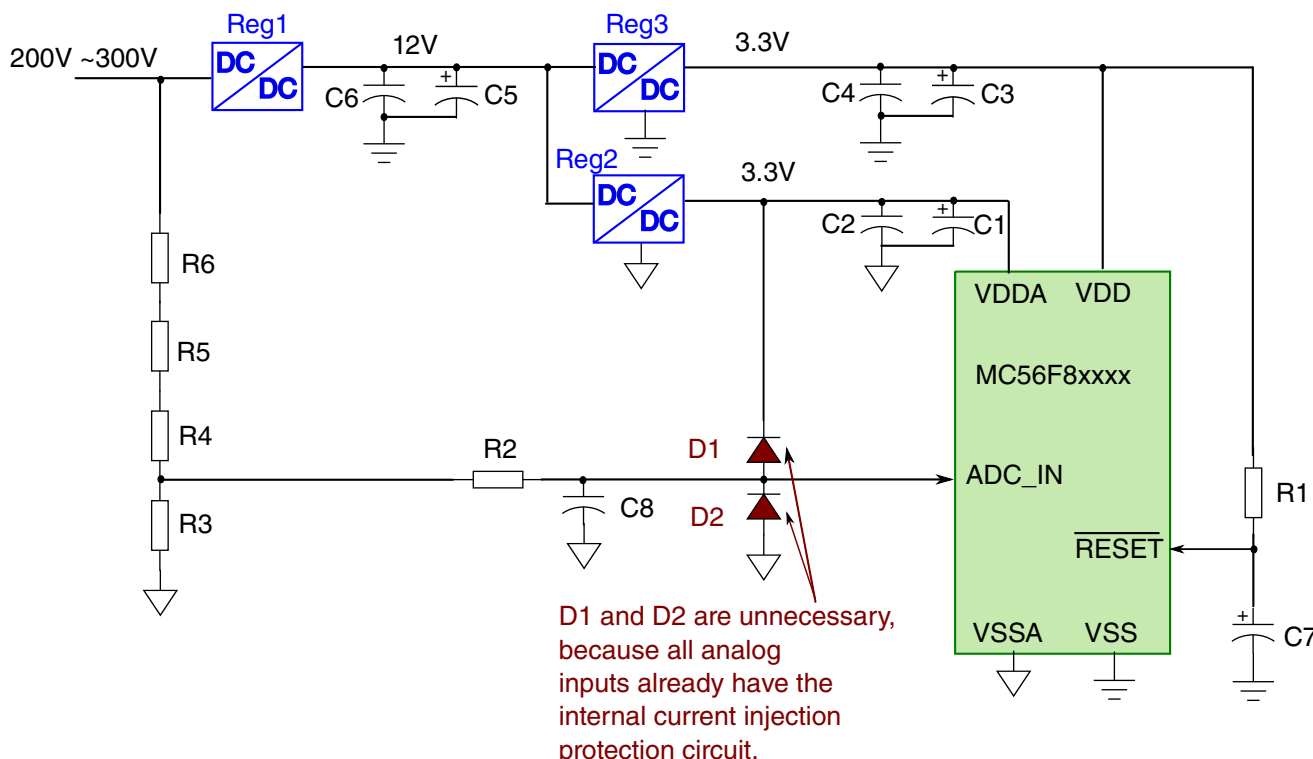 Reg1
Reg3
200V ~300V
12V
3.3V
DC
DC
DC
DC
C6
C5
C4
C3
Reg2
3.3V
DC
DC
C2
C1
R6
VDDA
VDD
R5
MC56F8xxxx
R4
R2
D1
ADC_IN
R1
R3
C8
D2
RESET
D1 and D2 are unnecessary,
because all analog
inputs already have the
internal current injection
protection circuit.
VSSA
VSS
C7
+
+
+
+